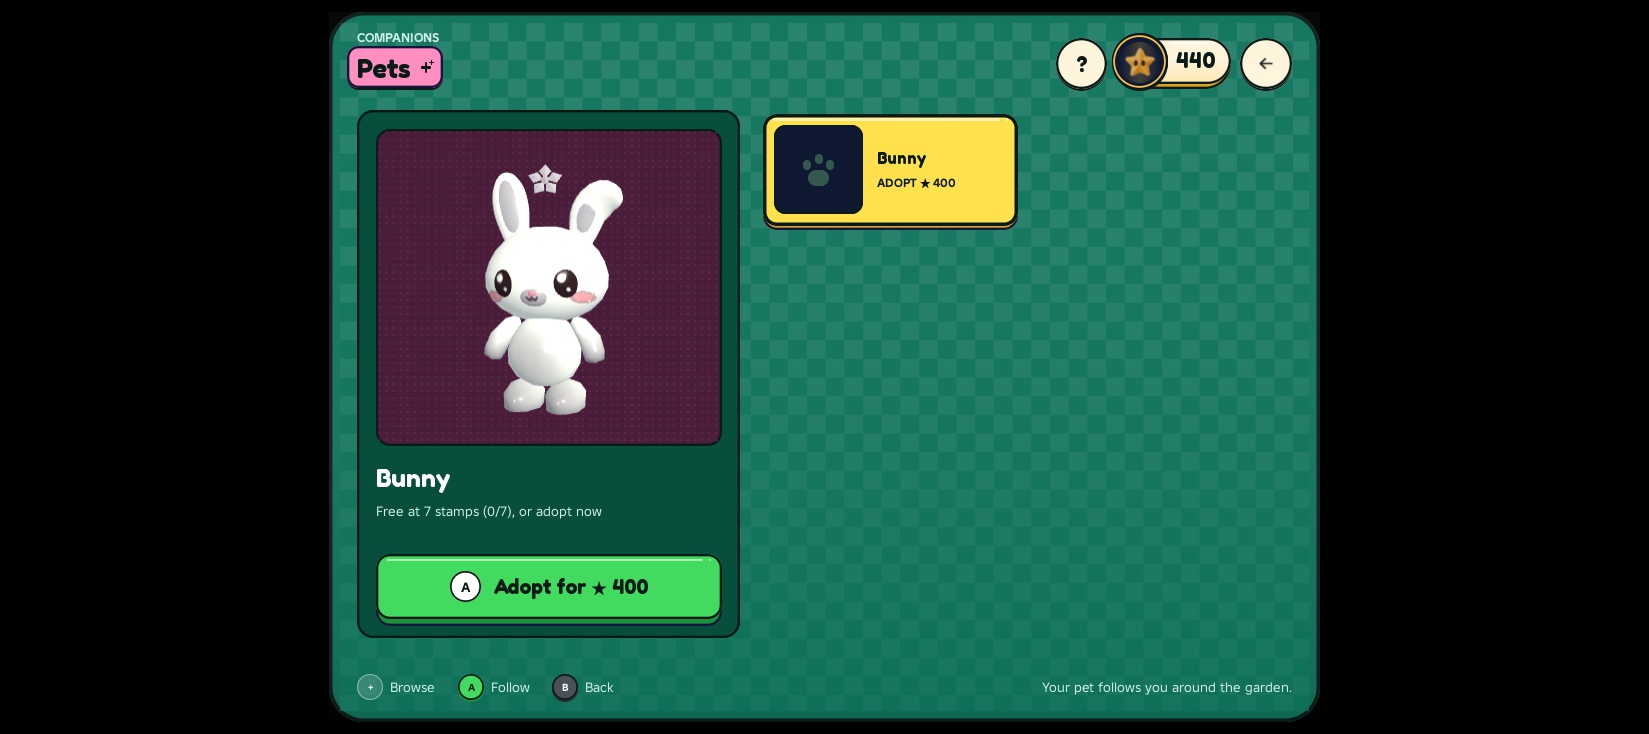 COMPANIONS
Pets
?
440
Bunny
ADOPT ★ 400
Bunny
Free at 7 stamps (0/7), or adopt now
A Adopt for ★ 400
+ Browse A Follow B Back
Your pet follows you around the garden.